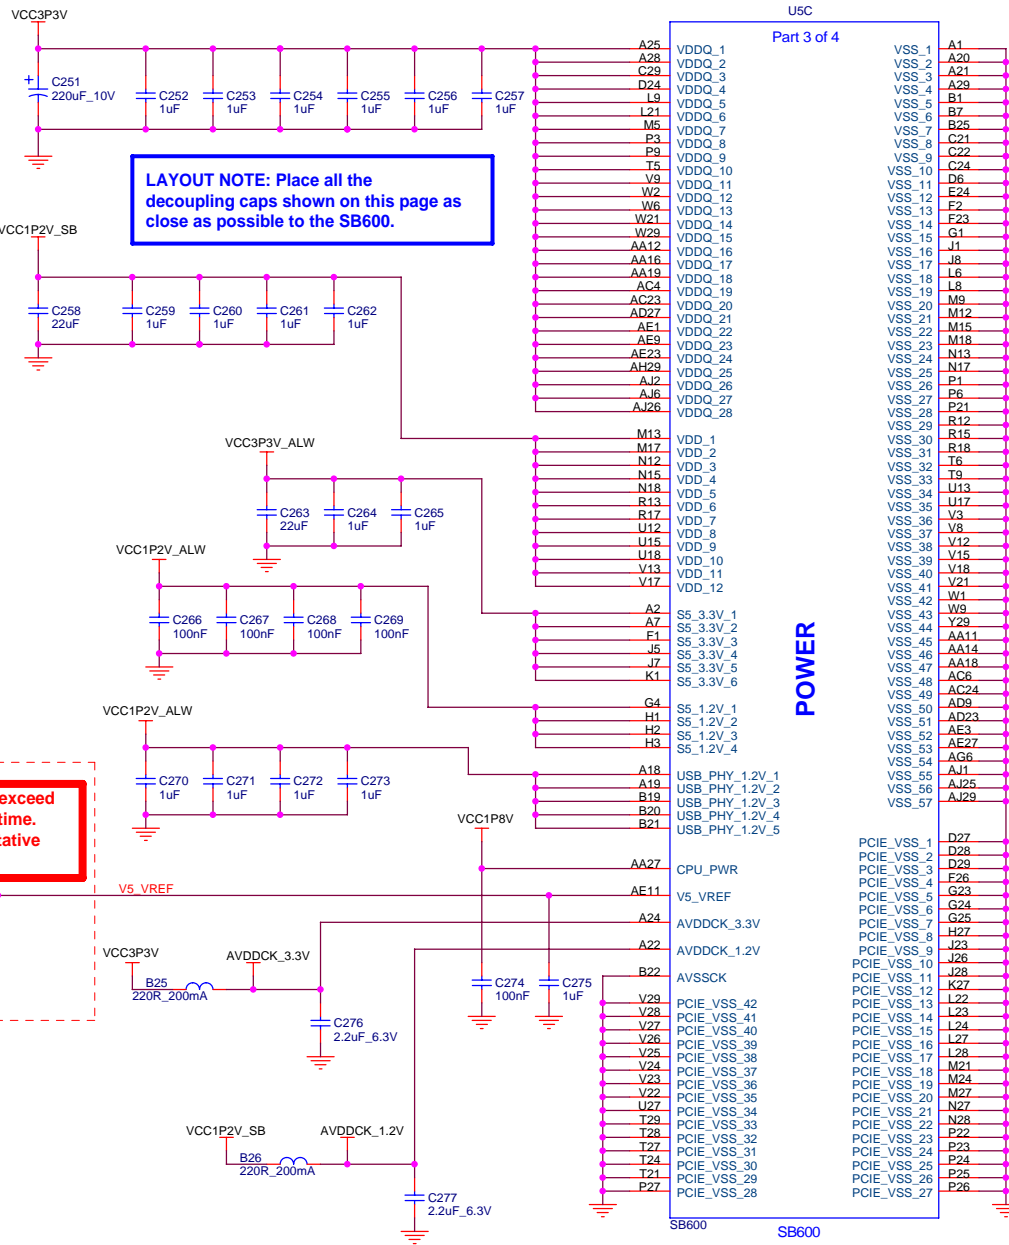 VCC3P3V
C251
220uF_10V
C252
1uF
C253
1uF
C254
1uF
C255
1uF
C256
1uF
C257
1uF
LAYOUT NOTE: Place all the
decoupling caps shown on this page as
close as possible to the SB600.
VCC1P2V_SB
C258
22uF
C259
1uF
C260
1uF
C261
1uF
C262
1uF
VCC3P3V_ALW
C263
22uF
C264
1uF
C265
1uF
VCC1P2V_ALW
C266
100nF
C267
100nF
C268
100nF
C269
100nF
VCC1P2V_ALW
C270
1uF
C271
1uF
C272
1uF
C273
1uF
exceed
time.
V5_VREF
VCC1P8V
C274
100nF
C275
1uF
VCC3P3V
B25
220R_200mA
AVDDCK_3.3V
C276
2.2uF_6.3V
VCC1P2V_SB
B26
220R_200mA
AVDDCK_1.2V
C277
2.2uF_6.3V
U5C
Part 3 of 4
POWER
A25 VDDQ_1
A28 VDDQ_2
C29 VDDQ_3
D24 VDDQ_4
L9 VDDQ_5
L21 VDDQ_6
M5 VDDQ_7
P3 VDDQ_8
P9 VDDQ_9
T5 VDDQ_10
V9 VDDQ_11
W2 VDDQ_12
W6 VDDQ_13
W21 VDDQ_14
W29 VDDQ_15
AA12 VDDQ_16
AA16 VDDQ_17
AA19 VDDQ_18
AC4 VDDQ_19
AC23 VDDQ_20
AD27 VDDQ_21
AE1 VDDQ_22
AE9 VDDQ_23
AE23 VDDQ_24
AH29 VDDQ_25
AJ2 VDDQ_26
AJ6 VDDQ_27
AJ26 VDDQ_28
M13 VDD_1
M17 VDD_2
N12 VDD_3
N15 VDD_4
N18 VDD_5
R13 VDD_6
R17 VDD_7
U12 VDD_8
U15 VDD_9
U18 VDD_10
V13 VDD_11
V17 VDD_12
A2 S5_3.3V_1
A7 S5_3.3V_2
F1 S5_3.3V_3
J5 S5_3.3V_4
J7 S5_3.3V_5
K1 S5_3.3V_6
G4 S5_1.2V_1
H1 S5_1.2V_2
H2 S5_1.2V_3
H3 S5_1.2V_4
A18 USB_PHY_1.2V_1
A19 USB_PHY_1.2V_2
B19 USB_PHY_1.2V_3
B20 USB_PHY_1.2V_4
B21 USB_PHY_1.2V_5
AA27 CPU_PWR
AE11 V5_VREF
A24 AVDDCK_3.3V
A22 AVDDCK_1.2V
B22 AVSSCK
V29 PCIE_VSS_42
V28 PCIE_VSS_41
V27 PCIE_VSS_40
V26 PCIE_VSS_39
V25 PCIE_VSS_38
V24 PCIE_VSS_37
V23 PCIE_VSS_36
V22 PCIE_VSS_35
U27 PCIE_VSS_34
T29 PCIE_VSS_33
T28 PCIE_VSS_32
T27 PCIE_VSS_31
T24 PCIE_VSS_30
T21 PCIE_VSS_29
P27 PCIE_VSS_28
VSS_1 A1
VSS_2 A20
VSS_3 A21
VSS_4 A29
VSS_5 B1
VSS_6 B7
VSS_7 B25
VSS_8 C21
VSS_9 C22
VSS_10 C24
VSS_11 D6
VSS_12 E24
VSS_13 F2
VSS_14 F23
VSS_15 G1
VSS_16 J1
VSS_17 J8
VSS_18 L6
VSS_19 L8
VSS_20 M9
VSS_21 M12
VSS_22 M15
VSS_23 M18
VSS_24 N13
VSS_25 N17
VSS_26 P1
VSS_27 P6
VSS_28 P21
VSS_29 R12
VSS_30 R15
VSS_31 R18
VSS_32 T6
VSS_33 T9
VSS_34 U13
VSS_35 U17
VSS_36 V3
VSS_37 V8
VSS_38 V12
VSS_39 V15
VSS_40 V18
VSS_41 V21
VSS_42 W1
VSS_43 W9
VSS_44 Y29
VSS_45 AA11
VSS_46 AA14
VSS_47 AA18
VSS_48 AC6
VSS_49 AC24
VSS_50 AD9
VSS_51 AD23
VSS_52 AE3
VSS_53 AE27
VSS_54 AG6
VSS_55 AJ1
VSS_56 AJ25
VSS_57 AJ29
PCIE_VSS_1 D27
PCIE_VSS_2 D28
PCIE_VSS_3 D29
PCIE_VSS_4 F26
PCIE_VSS_5 G23
PCIE_VSS_6 G24
PCIE_VSS_7 G25
PCIE_VSS_8 H27
PCIE_VSS_9 J23
PCIE_VSS_10 J26
PCIE_VSS_11 J28
PCIE_VSS_12 K27
PCIE_VSS_13 L22
PCIE_VSS_14 L23
PCIE_VSS_15 L24
PCIE_VSS_16 L27
PCIE_VSS_17 L28
PCIE_VSS_18 M21
PCIE_VSS_19 M24
PCIE_VSS_20 M27
PCIE_VSS_21 N27
PCIE_VSS_22 N28
PCIE_VSS_23 P22
PCIE_VSS_24 P23
PCIE_VSS_25 P24
PCIE_VSS_26 P25
PCIE_VSS_27 P26
SB600
SB600